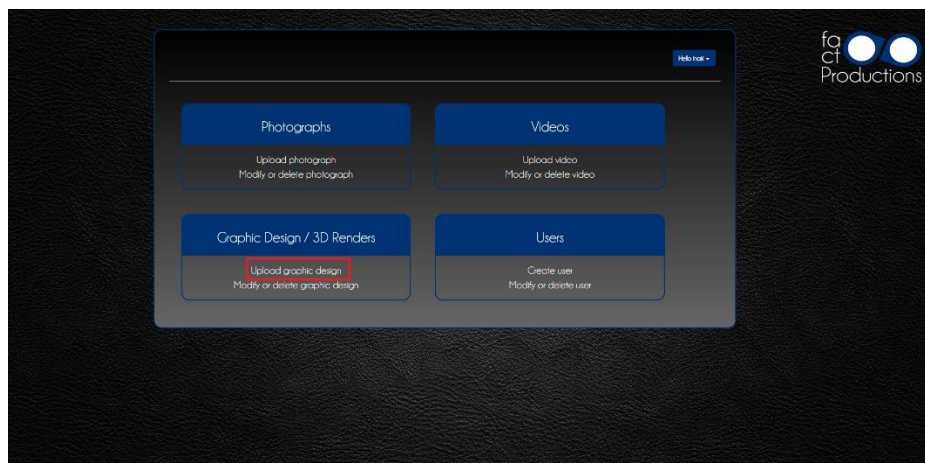 fa
ct
Productions
Hello Inaki
Photographs
Upload photograph
Modify or delete photograph
Videos
Upload video
Modify or delete video
Graphic Design / 3D Renders
Upload graphic design
Modify or delete graphic design
Users
Create user
Modify or delete user